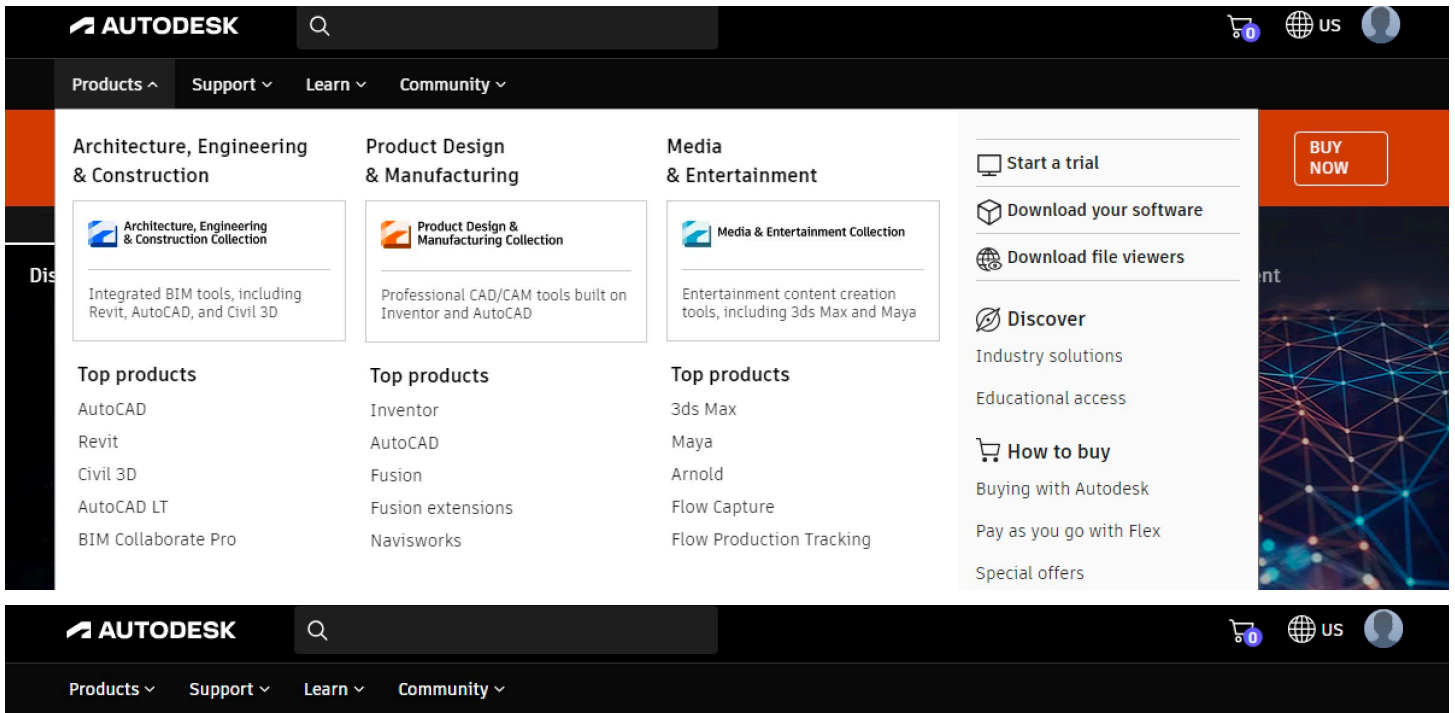 AUTODESK
0
US
Products
Support
Learn
Community
Architecture, Engineering
& Construction
Architecture, Engineering
& Construction Collection
Integrated BIM tools, including
Revit, AutoCAD, and Civil 3D
Top products
AutoCAD
Revit
Civil 3D
AutoCAD LT
BIM Collaborate Pro
Product Design
& Manufacturing
Product Design &
Manufacturing Collection
Professional CAD/CAM tools built on
Inventor and AutoCAD
Top products
Inventor
AutoCAD
Fusion
Fusion extensions
Navisworks
Media
& Entertainment
Media & Entertainment Collection
Entertainment content creation
tools, including 3ds Max and Maya
Top products
3ds Max
Maya
Arnold
Flow Capture
Flow Production Tracking
Start a trial
Download your software
Download file viewers
Discover
Industry solutions
Educational access
How to buy
Buying with Autodesk
Pay as you go with Flex
Special offers
BUY
NOW
Dis
nt
AUTODESK
0
US
Products
Support
Learn
Community